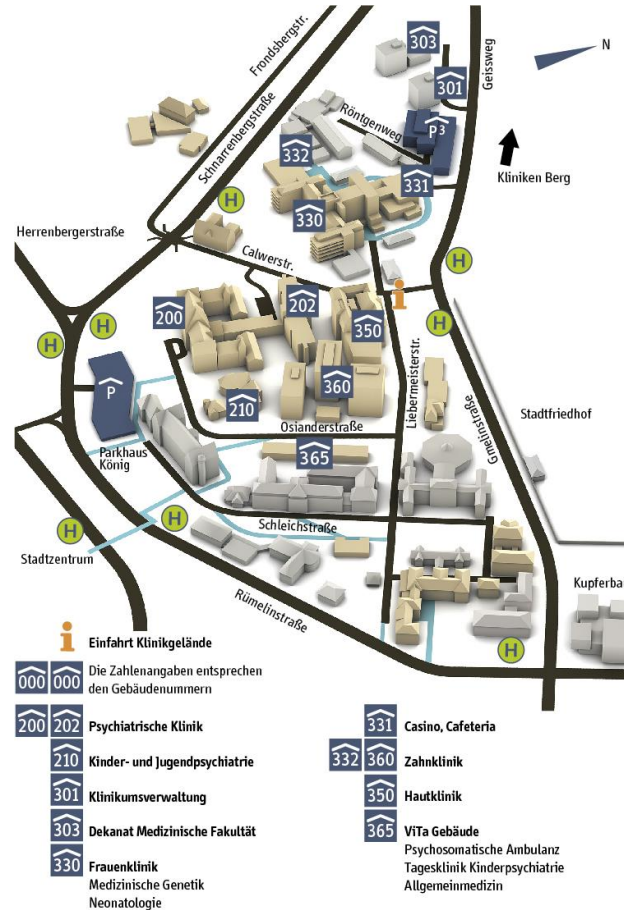 Frondsbergstr.
303
Geissweg
N
301
Schnarrenbergstraße
Röntgenweg
P³
332
Kliniken Berg
331
H
330
Herrenbergerstraße
Calwerstr.
H
i
200
202
350
H
H
H
Liebermeisterstr.
P
360
210
Gmelinstraße
Stadtfriedhof
Osianderstraße
Parkhaus
König
365
H
H
Schleichstraße
Stadtzentrum
Kupferbau
Rümelinstraße
H
i Einfahrt Klinikgelände
000 000 Die Zahlenangaben entsprechen
den Gebäudenummern
200 202 Psychiatrische Klinik
210 Kinder- und Jugendpsychiatrie
301 Klinikumsverwaltung
303 Dekanat Medizinische Fakultät
330 Frauenklinik
Medizinische Genetik
Neonatologie
331 Casino, Cafeteria
332 360 Zahnklinik
350 Hautklinik
365 ViTa Gebäude
Psychosomatische Ambulanz
Tagesklinik Kinderpsychiatrie
Allgemeinmedizin